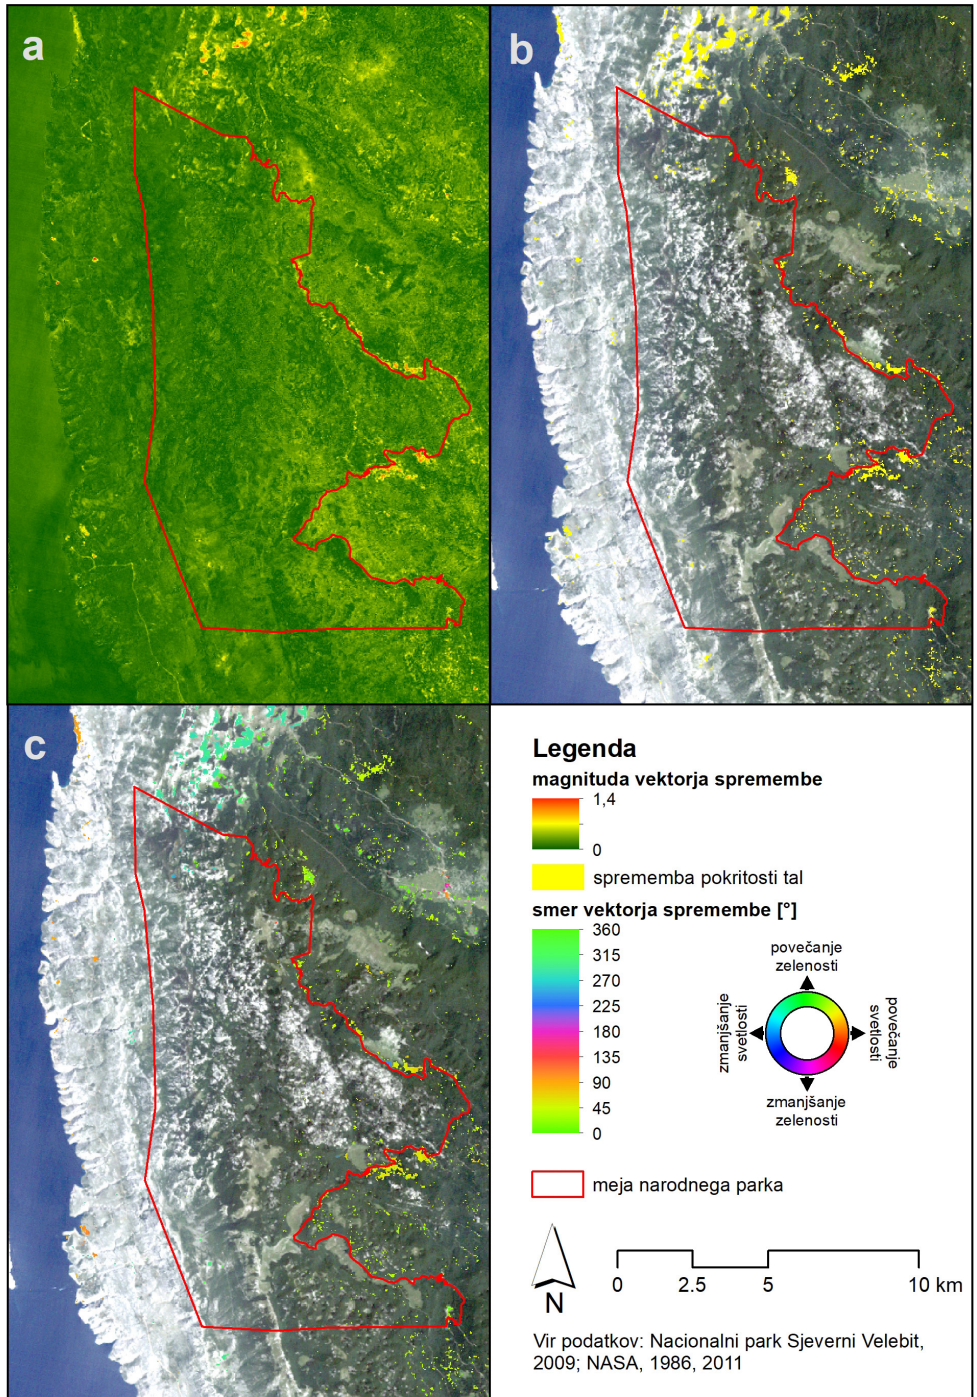 a
b
c
Legenda
magnituda vektorja spremembe
1,4
0
sprememba pokritosti tal
smer vektorja spremembe [°]
360
315
270
225
180
135
90
45
0
povečanje
zelenosti
zmanjšanje
svetlosti
povečanje
svetlosti
zmanjšanje
zelenosti
meja narodnega parka
N
0 2.5 5 10 km
Vir podatkov: Nacionalni park Sjeverni Velebit,
2009; NASA, 1986, 2011